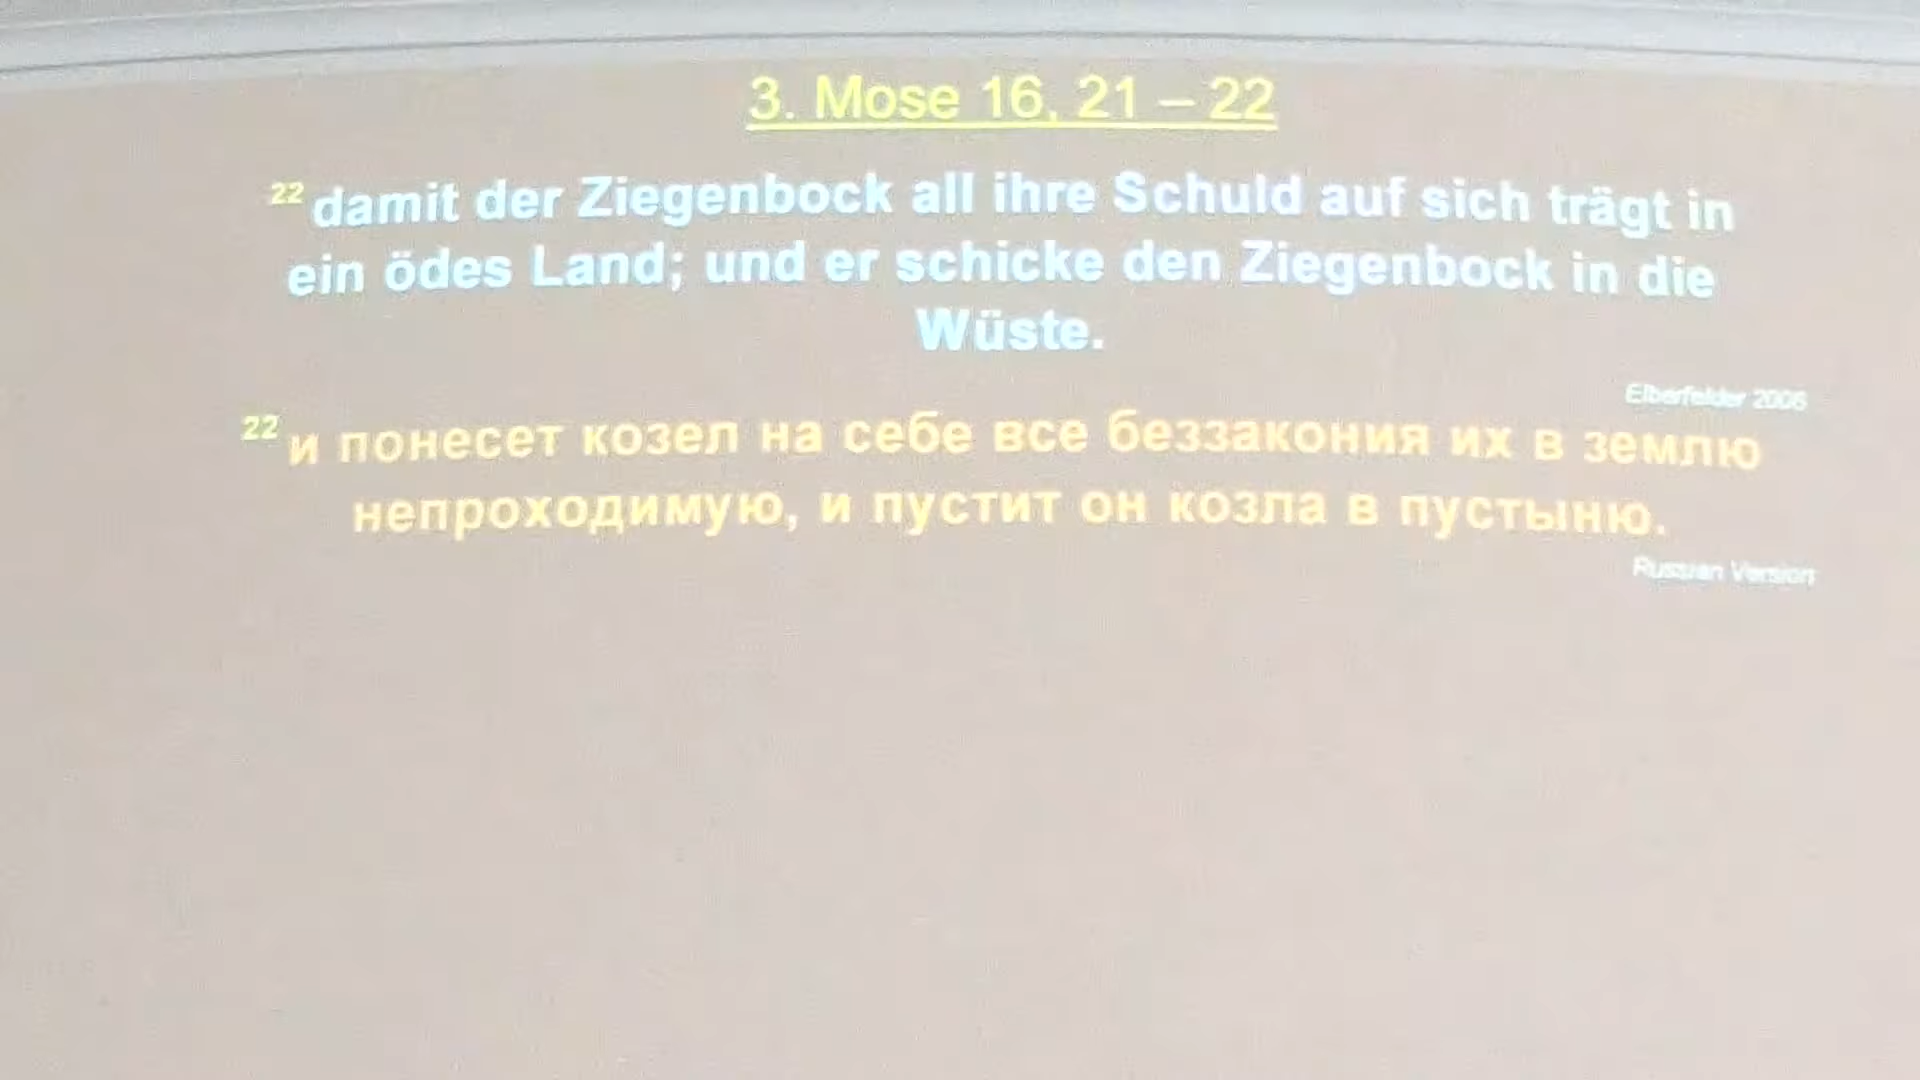 3. Mose 16, 21 – 22
22 damit der Ziegenbock all ihre Schuld auf sich trägt in
ein ödes Land; und er schicke den Ziegenbock in die
Wüste.
Elberfelder 2006
22 и понесет козел на себе все беззакония их в землю
непроходимую, и пустит он козла в пустыню.
Russian Version